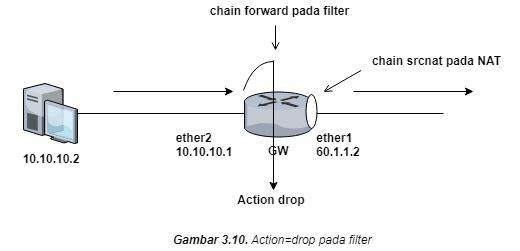 chain forward pada filter
chain srcnat pada NAT
10.10.10.2
ether2
10.10.10.1
GW
ether1
60.1.1.2
Action drop
Gambar 3.10. Action=drop pada filter